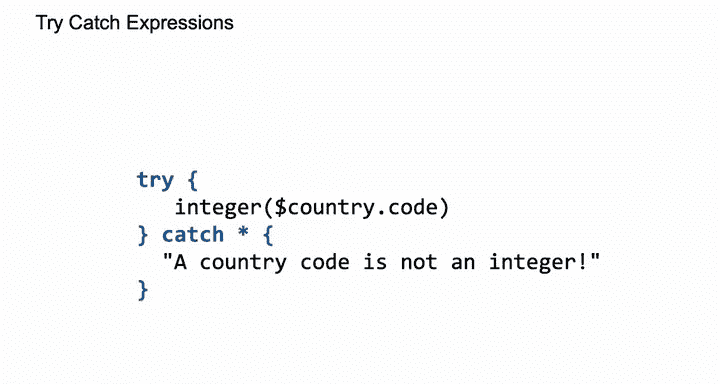 Try Catch Expressions
try {
integer($country.code)
} catch * {
"A country code is not an integer!"
}